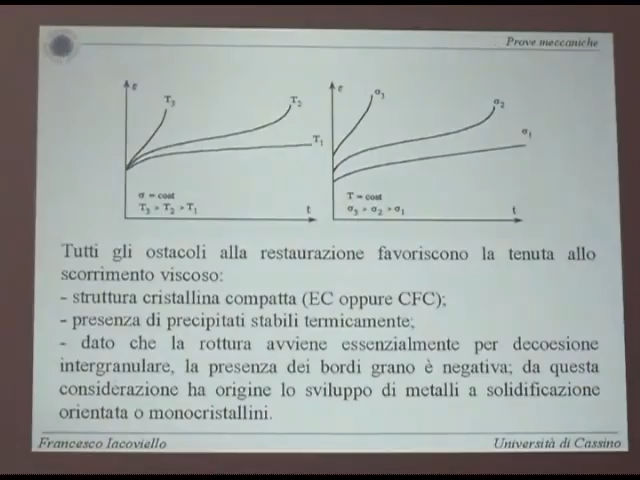 Prove meccaniche
ε
T3
T2
T1
σ = cost
T3 > T2 > T1
t
ε
σ3
σ2
σ1
T = cost
σ3 > σ2 > σ1
t
Tutti gli ostacoli alla restaurazione favoriscono la tenuta allo
scorrimento viscoso:
- struttura cristallina compatta (EC oppure CFC);
- presenza di precipitati stabili termicamente;
- dato che la rottura avviene essenzialmente per decoesione
intergranulare, la presenza dei bordi grano è negativa; da questa
considerazione ha origine lo sviluppo di metalli a solidificazione
orientata o monocristallini.
Francesco Iacoviello
Università di Cassino